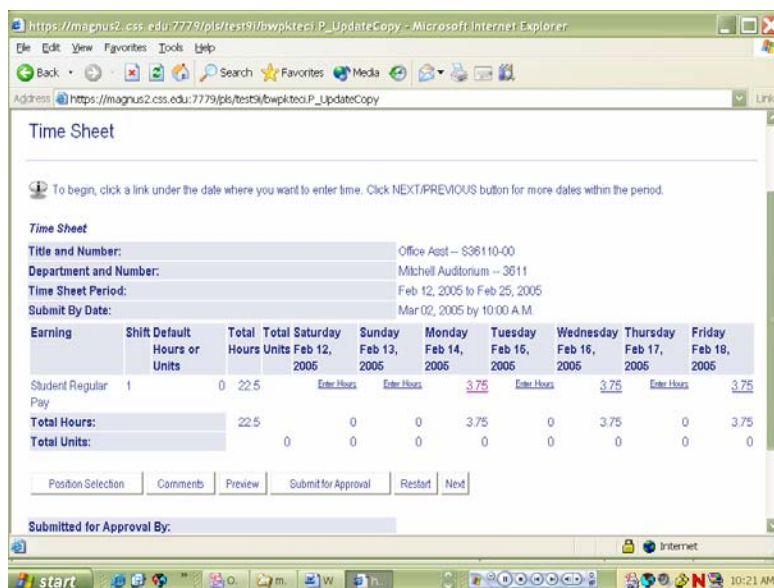 https://magnus2.css.edu:7779/pls/test9i/bwpkteci.P_UpdateCopy - Microsoft Internet Explorer
File Edit View Favorites Tools Help
Back Search Favorites Media
Address https://magnus2.css.edu:7779/pls/test9i/bwpkteci.P_UpdateCopy Links
Time Sheet
To begin, click a link under the date where you want to enter time. Click NEXT/PREVIOUS button for more dates within the period.
Time Sheet
Title and Number: Office Asst -- S36110-00
Department and Number: Mitchell Auditorium -- 3611
Time Sheet Period: Feb 12, 2005 to Feb 25, 2005
Submit By Date: Mar 02, 2005 by 10:00 A.M.
Earning Shift Default Total Total Saturday Sunday Monday Tuesday Wednesday Thursday Friday
Hours or Hours Units Feb 12, Feb 13, Feb 14, Feb 15, Feb 16, Feb 17, Feb 18,
Units 2005 2005 2005 2005 2005 2005 2005
Student Regular 1 0 22.5 Enter Hours Enter Hours 3.75 Enter Hours 3.75 Enter Hours 3.75
Pay
Total Hours: 22.5 0 0 3.75 0 3.75 0 3.75
Total Units: 0 0 0 0 0 0 0 0
Position Selection Comments Preview Submit for Approval Restart Next
Submitted for Approval By:
Internet
start O. m. W h. 10:21 AM